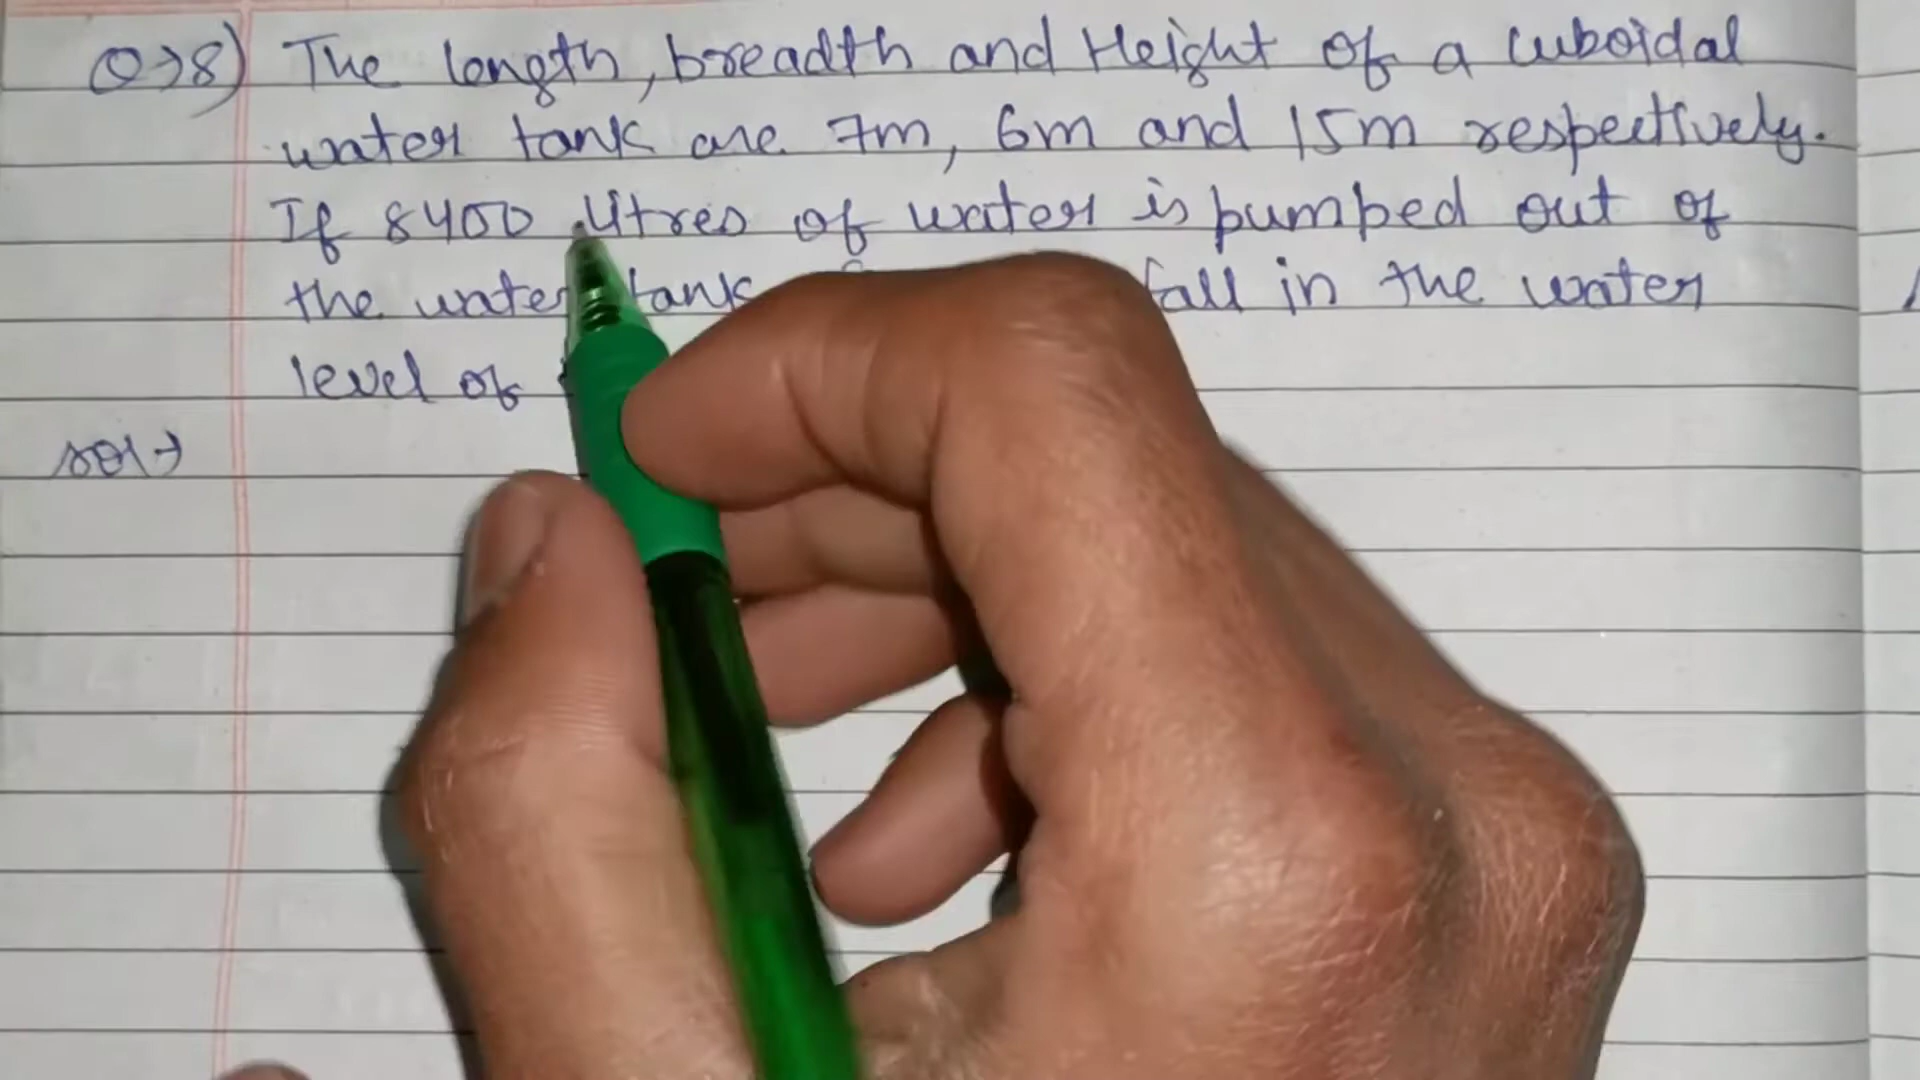 Q→8) The length, breadth and Height of a cuboidal
water tank are 7m, 6m and 15m respectively.
If 8400 litres of water is pumped out of
the water tank fall in the water
level of
sol→